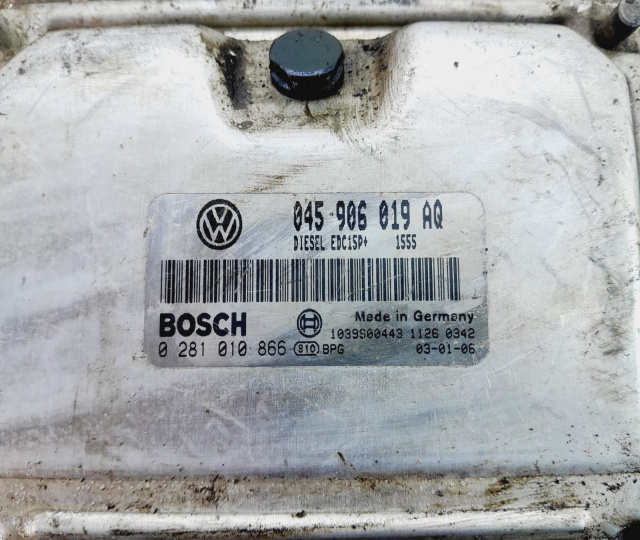 045 906 019 AQ
DIESEL EDC15P+ 1555
BOSCH Made in Germany
1039S00443 1126 0342
0 281 010 866 810 BPG 03-01-06